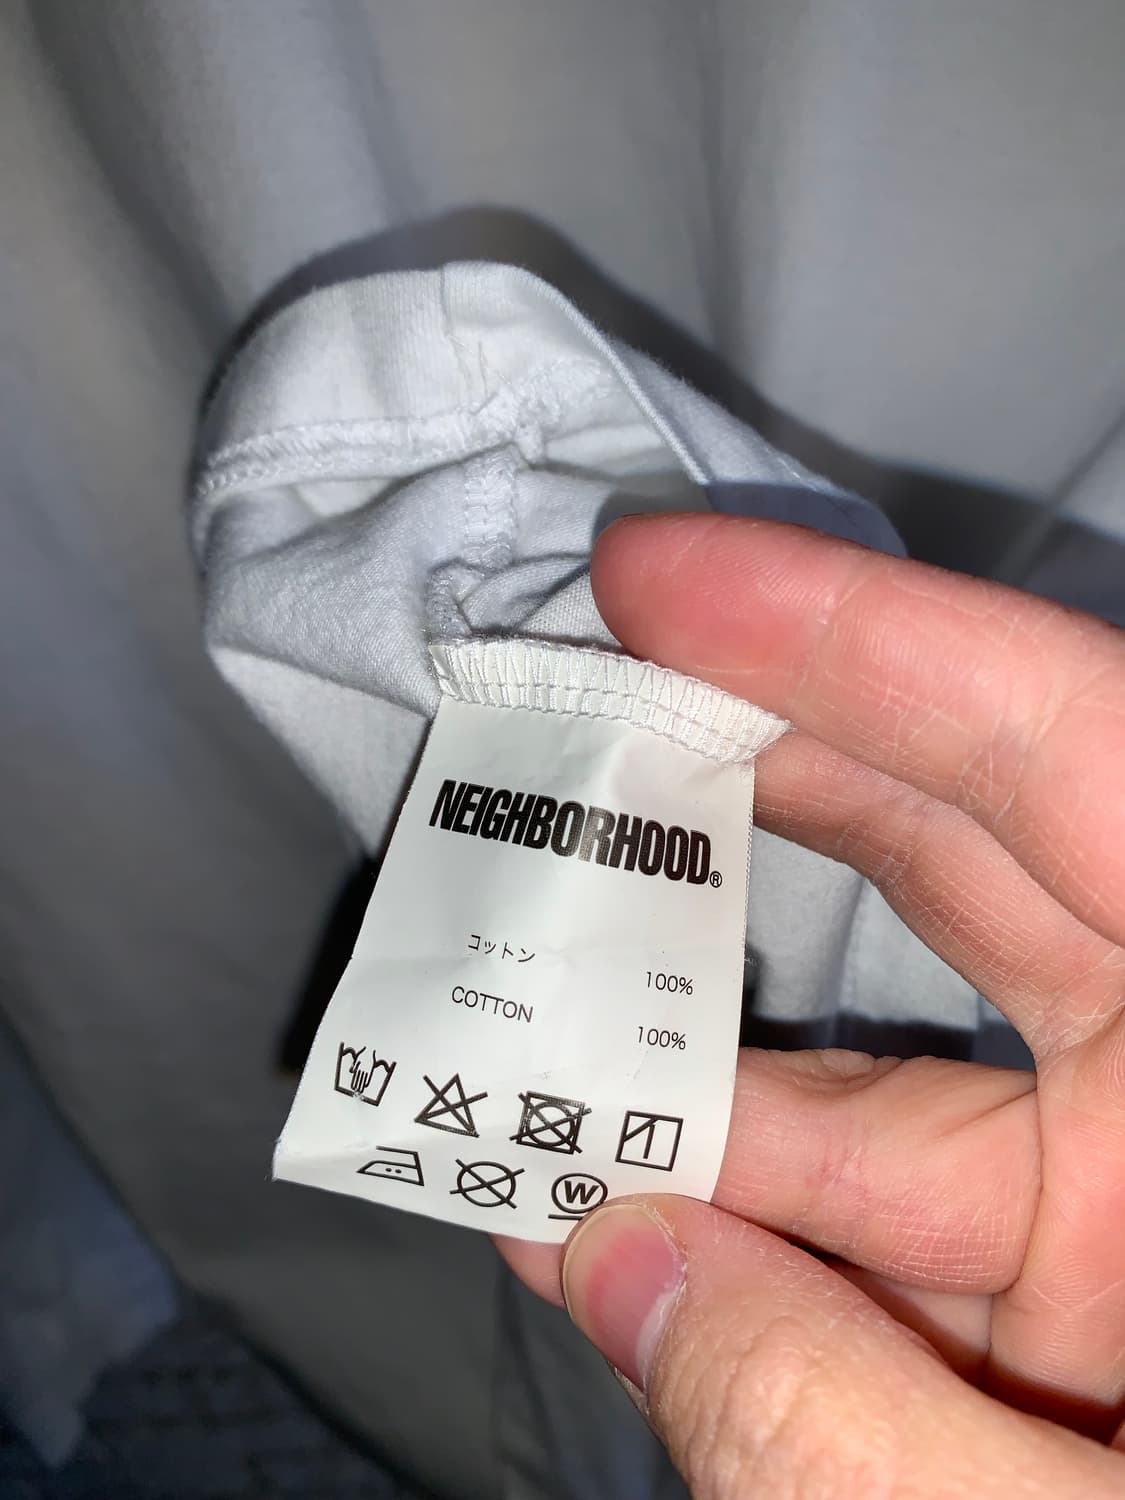 NEIGHBORHOOD®
コットン 100%
COTTON 100%
W